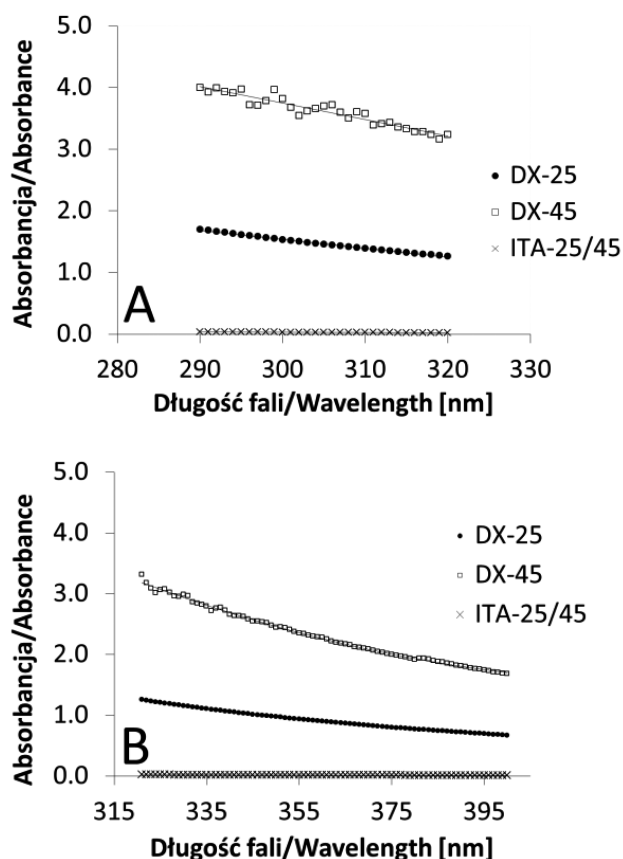 5.0
4.0
3.0
2.0
1.0
0.0
Absorbancja/Absorbance
A
DX-25
DX-45
ITA-25/45
280 290 300 310 320 330
Długość fali/Wavelength [nm]
5.0
4.0
3.0
2.0
1.0
0.0
Absorbancja/Absorbance
B
DX-25
DX-45
ITA-25/45
315 335 355 375 395
Długość fali/Wavelength [nm]